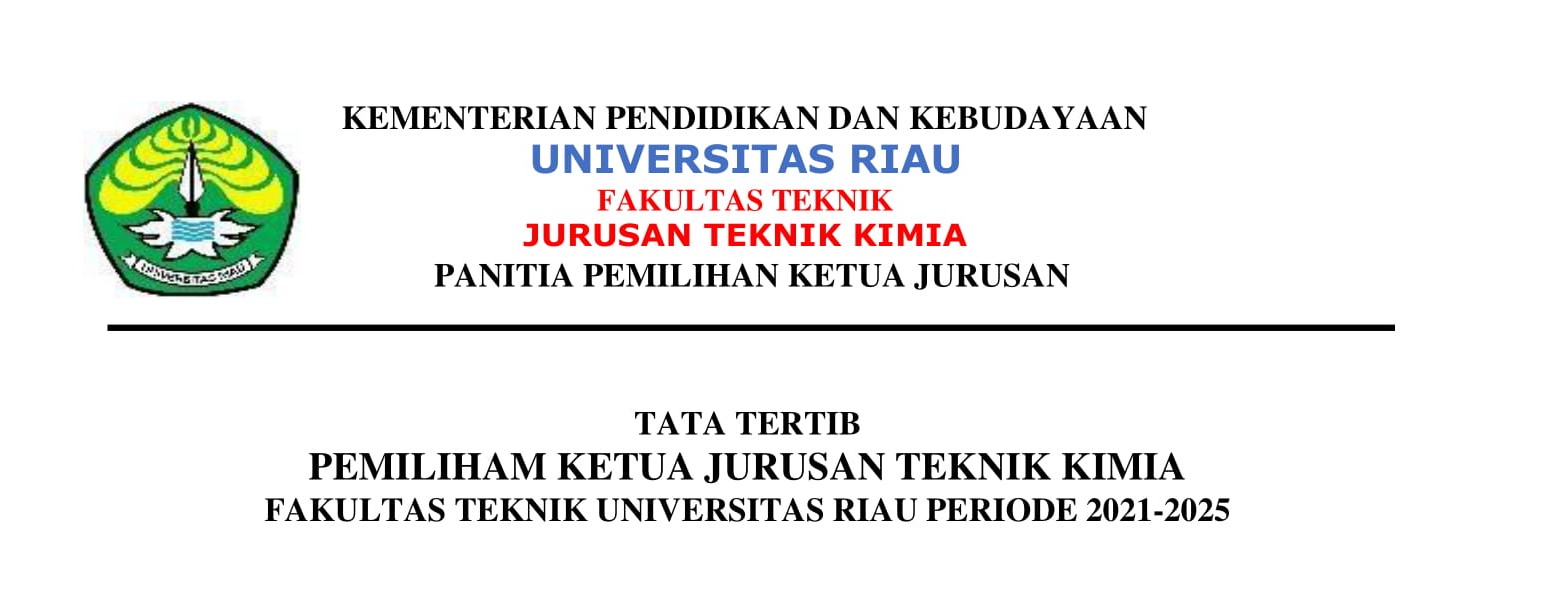 KEMENTERIAN PENDIDIKAN DAN KEBUDAYAAN
UNIVERSITAS RIAU
FAKULTAS TEKNIK
JURUSAN TEKNIK KIMIA
PANITIA PEMILIHAN KETUA JURUSAN
UNIVERSITAS RIAU
TATA TERTIB
PEMILIHAM KETUA JURUSAN TEKNIK KIMIA
FAKULTAS TEKNIK UNIVERSITAS RIAU PERIODE 2021-2025